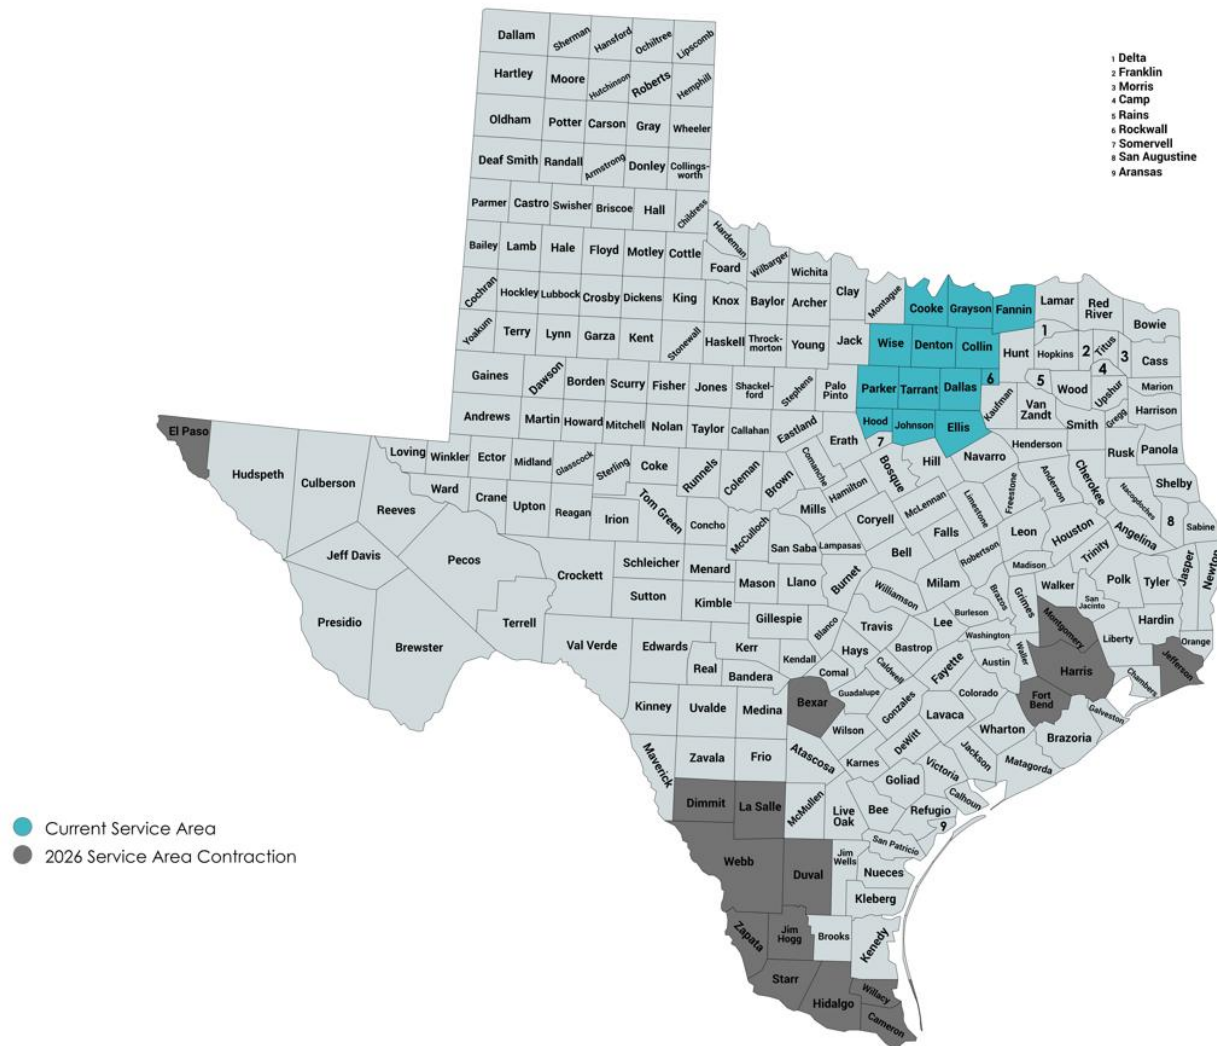 Dallam
Sherman
Hansford
Ochiltree
Lipscomb
Hartley
Moore
Hutchinson
Roberts
Hemphill
1 Delta
2 Franklin
3 Morris
4 Camp
5 Rains
6 Rockwall
7 Somervell
8 San Augustine
9 Aransas
Oldham
Potter
Carson
Gray
Wheeler
Deaf Smith
Randall
Armstrong
Donley
Collings-
worth
Parmer
Castro
Swisher
Briscoe
Hall
Childress
Hardeman
Bailey
Lamb
Hale
Floyd
Motley
Cottle
Foard
Wilbarger
Wichita
Cochran
Hockley
Lubbock
Crosby
Dickens
King
Knox
Baylor
Archer
Clay
Montague
Cooke
Grayson
Fannin
Lamar
Red
River
Bowie
Yoakum
Terry
Lynn
Garza
Kent
Stonewall
Haskell
Throck-
morton
Young
Jack
Wise
Denton
Collin
Hunt
1
Hopkins
2
Titus
3
4
Cass
Gaines
Dawson
Borden
Scurry
Fisher
Jones
Shackel-
ford
Stephens
Palo
Pinto
Parker
Tarrant
Dallas
6
Kaufman
5
Wood
Upshur
Marion
Van
Zandt
Gregg
Harrison
Andrews
Martin
Howard
Mitchell
Nolan
Taylor
Callahan
Eastland
Erath
Hood
7
Johnson
Ellis
Smith
Henderson
Rusk
Panola
El Paso
Hudspeth
Culberson
Loving
Winkler
Ector
Midland
Glasscock
Sterling
Coke
Runnels
Coleman
Brown
Comanche
Hamilton
Bosque
Hill
Navarro
Freestone
Anderson
Cherokee
Nacogdoches
Shelby
Reeves
Ward
Crane
Upton
Reagan
Irion
Tom Green
Concho
McCulloch
Mills
San Saba
Lampasas
Coryell
McLennan
Limestone
Falls
Leon
Houston
Angelina
8
Sabine
Jeff Davis
Pecos
Crockett
Schleicher
Menard
Mason
Llano
Burnet
Bell
Robertson
Madison
Trinity
Polk
Tyler
Jasper
Newton
Presidio
Brewster
Terrell
Sutton
Kimble
Gillespie
Blanco
Williamson
Milam
Brazos
Grimes
Walker
San
Jacinto
Hardin
Val Verde
Edwards
Kerr
Real
Bandera
Kendall
Hays
Travis
Lee
Burleson
Washington
Montgomery
Liberty
Orange
Jefferson
Comal
Caldwell
Bastrop
Fayette
Austin
Waller
Harris
Chambers
Kinney
Uvalde
Medina
Bexar
Guadalupe
Gonzales
Colorado
Fort
Bend
Galveston
Wilson
Lavaca
Wharton
Brazoria
Maverick
Zavala
Frio
Atascosa
Karnes
DeWitt
Jackson
Matagorda
Dimmit
La Salle
McMullen
Live
Oak
Bee
Goliad
Victoria
Calhoun
Refugio
9
San Patricio
Current Service Area
2026 Service Area Contraction
Webb
Duval
Jim
Wells
Nueces
Kleberg
Zapata
Jim
Hogg
Brooks
Kenedy
Starr
Hidalgo
Willacy
Cameron